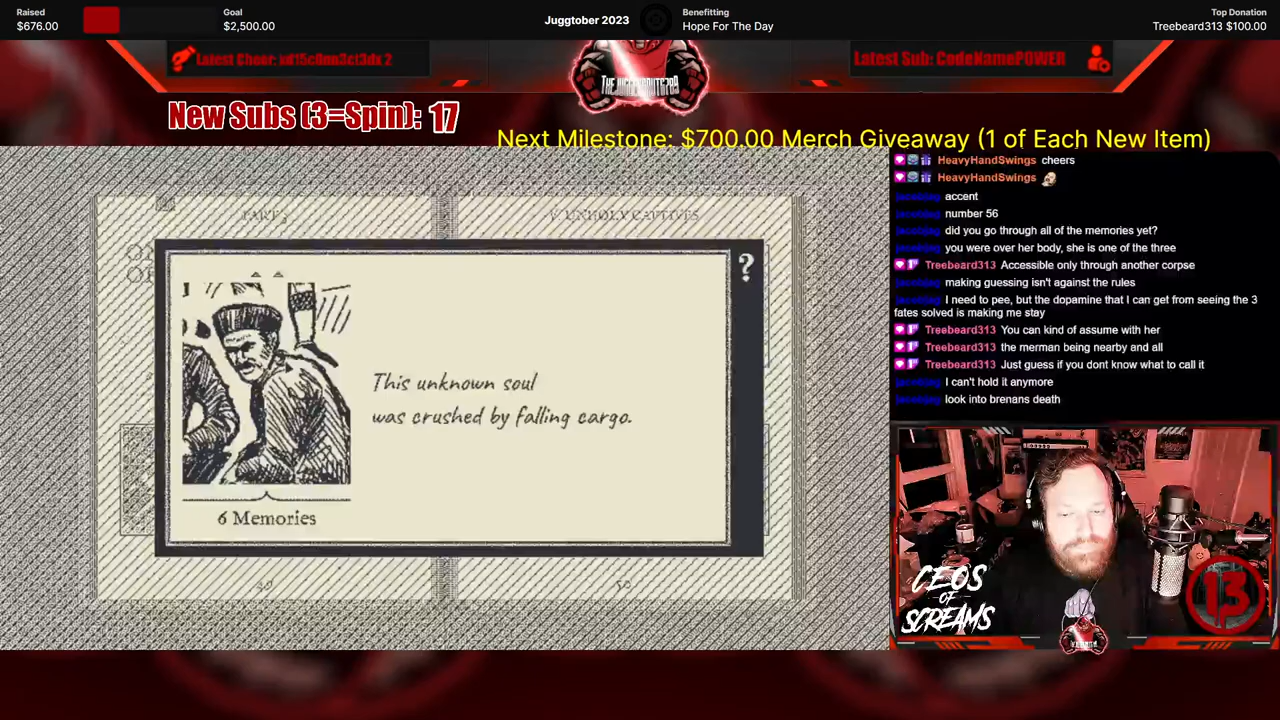 Raised
$676.00
Goal
$2,500.00
Juggtober 2023
Benefitting
Hope For The Day
Top Donation
Treebeard313 $100.00
Latest Sub: CodeNamePOWER
New Subs (3=Spin): 17
Next Milestone: $700.00 Merch Giveaway (1 of Each New Item)
PART 3
V. UNHOLY CAPTIVES
?
This unknown soul
was crushed by falling cargo.
6 Memories
50
HeavyHandSwings cheers
HeavyHandSwings
accent
number 56
did you go through all of the memories yet?
you were over her body, she is one of the three
Treebeard313 Accessible only through another corpse
making guessing isn't against the rules
I need to pee, but the dopamine that I can get from seeing the 3
fates solved is making me stay
Treebeard313 You can kind of assume with her
Treebeard313 the merman being nearby and all
Treebeard313 Just guess if you dont know what to call it
I can't hold it anymore
look into brenans death
CEOS
OF
SCREAMS
13